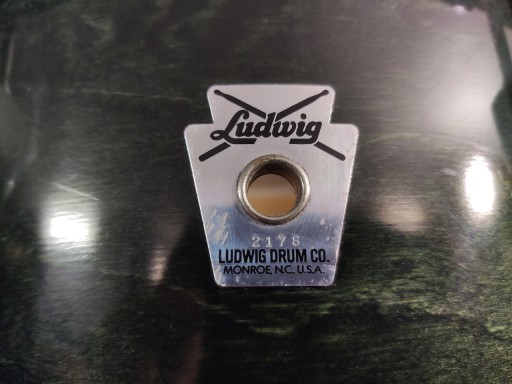 Ludwig
2178
LUDWIG DRUM CO.
MONROE, N.C. U.S.A.